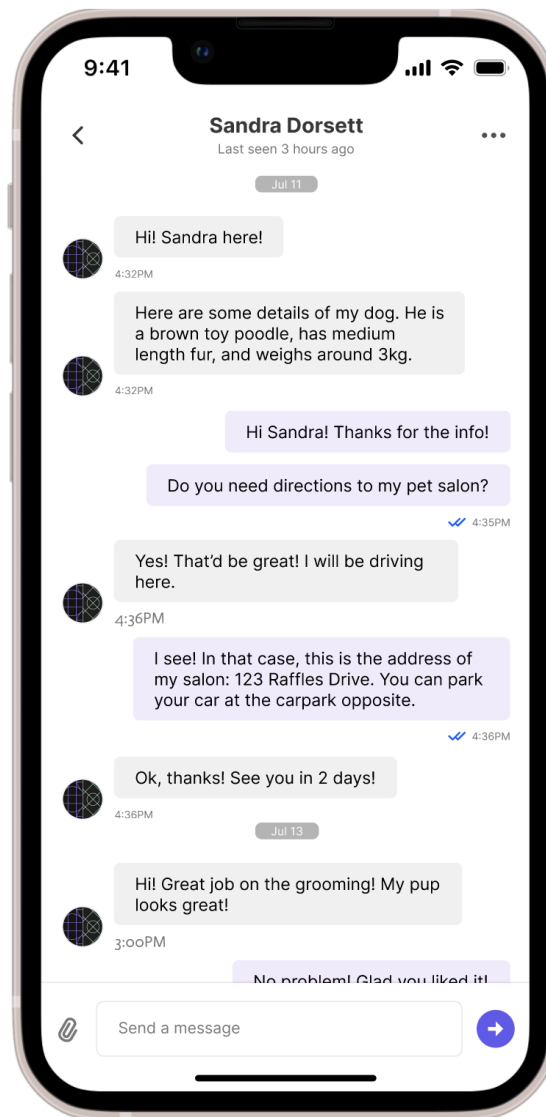 9:41
Sandra Dorsett
Last seen 3 hours ago
Jul 11
Hi! Sandra here!
4:32PM
Here are some details of my dog. He is
a brown toy poodle, has medium
length fur, and weighs around 3kg.
4:32PM
Hi Sandra! Thanks for the info!
Do you need directions to my pet salon?
4:35PM
Yes! That’d be great! I will be driving
here.
4:36PM
I see! In that case, this is the address of
my salon: 123 Raffles Drive. You can park
your car at the carpark opposite.
4:36PM
Ok, thanks! See you in 2 days!
4:36PM
Jul 13
Hi! Great job on the grooming! My pup
looks great!
3:00PM
No problem! Glad you liked it!
Send a message